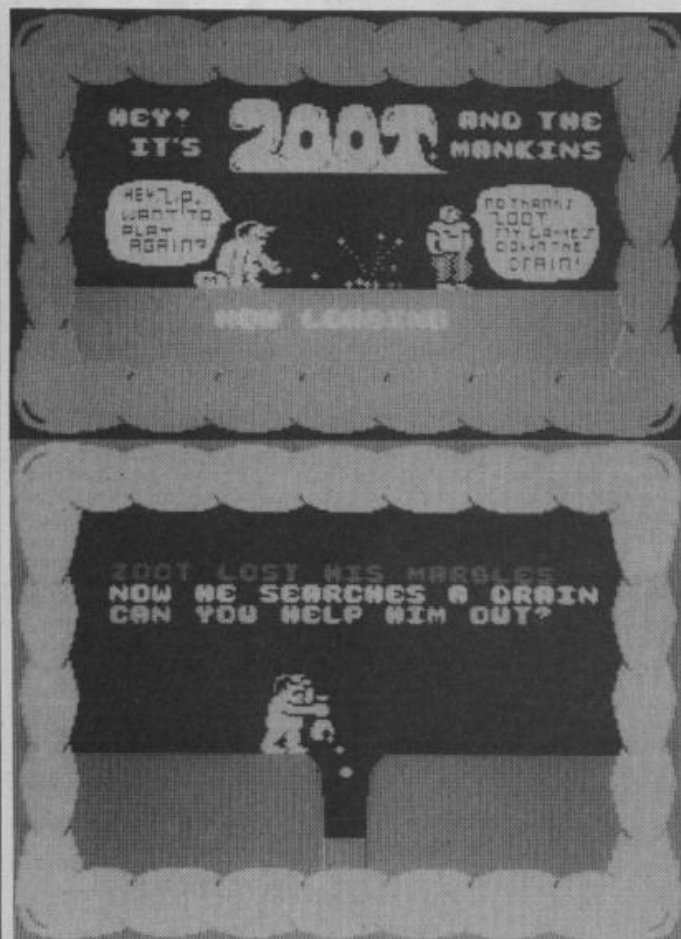 HEY! ZOOT AND THE
IT'S MANKINS
HEY Z.P.
WANT TO
PLAY
AGAIN?
NO THANKS
ZOOT
MY GAME'S
DOWN THE
DRAIN!
NOW LOADING
ZOOT LOST HIS MARBLES
NOW HE SEARCHES A DRAIN
CAN YOU HELP HIM OUT?